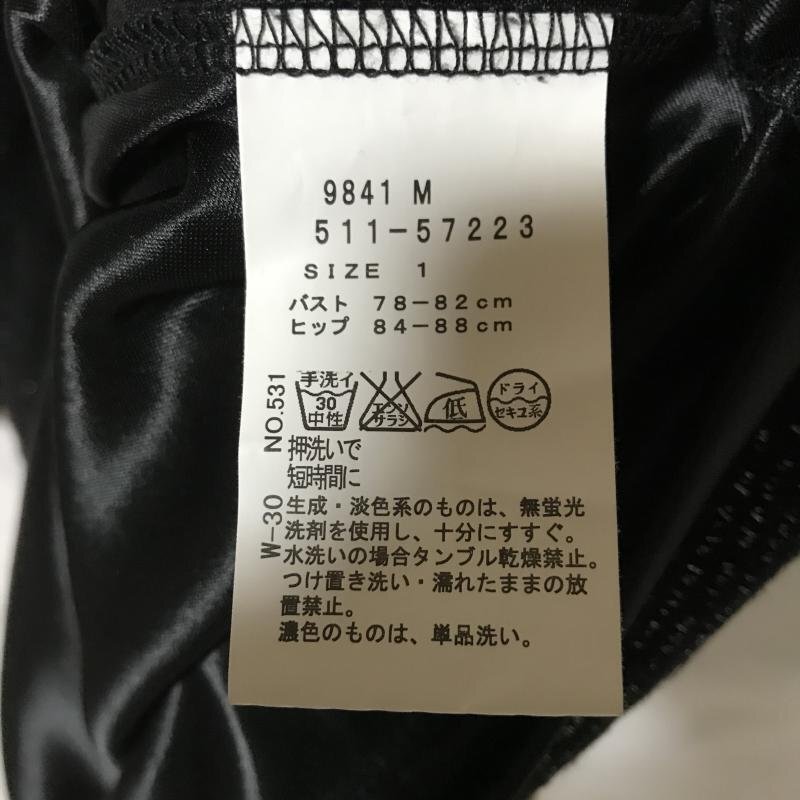 9841 M
511-57223
SIZE 1
バスト 78-82cm
ヒップ 84-88cm
NO.531
手洗イ
30
中性
エンソ
サラシ
低
ドライ
セキユ系
押洗いで
短時間に
W-30
生成・淡色系のものは、無蛍光
洗剤を使用し、十分にすすぐ。
水洗いの場合タンブル乾燥禁止。
つけ置き洗い・濡れたままの放
置禁止。
濃色のものは、単品洗い。